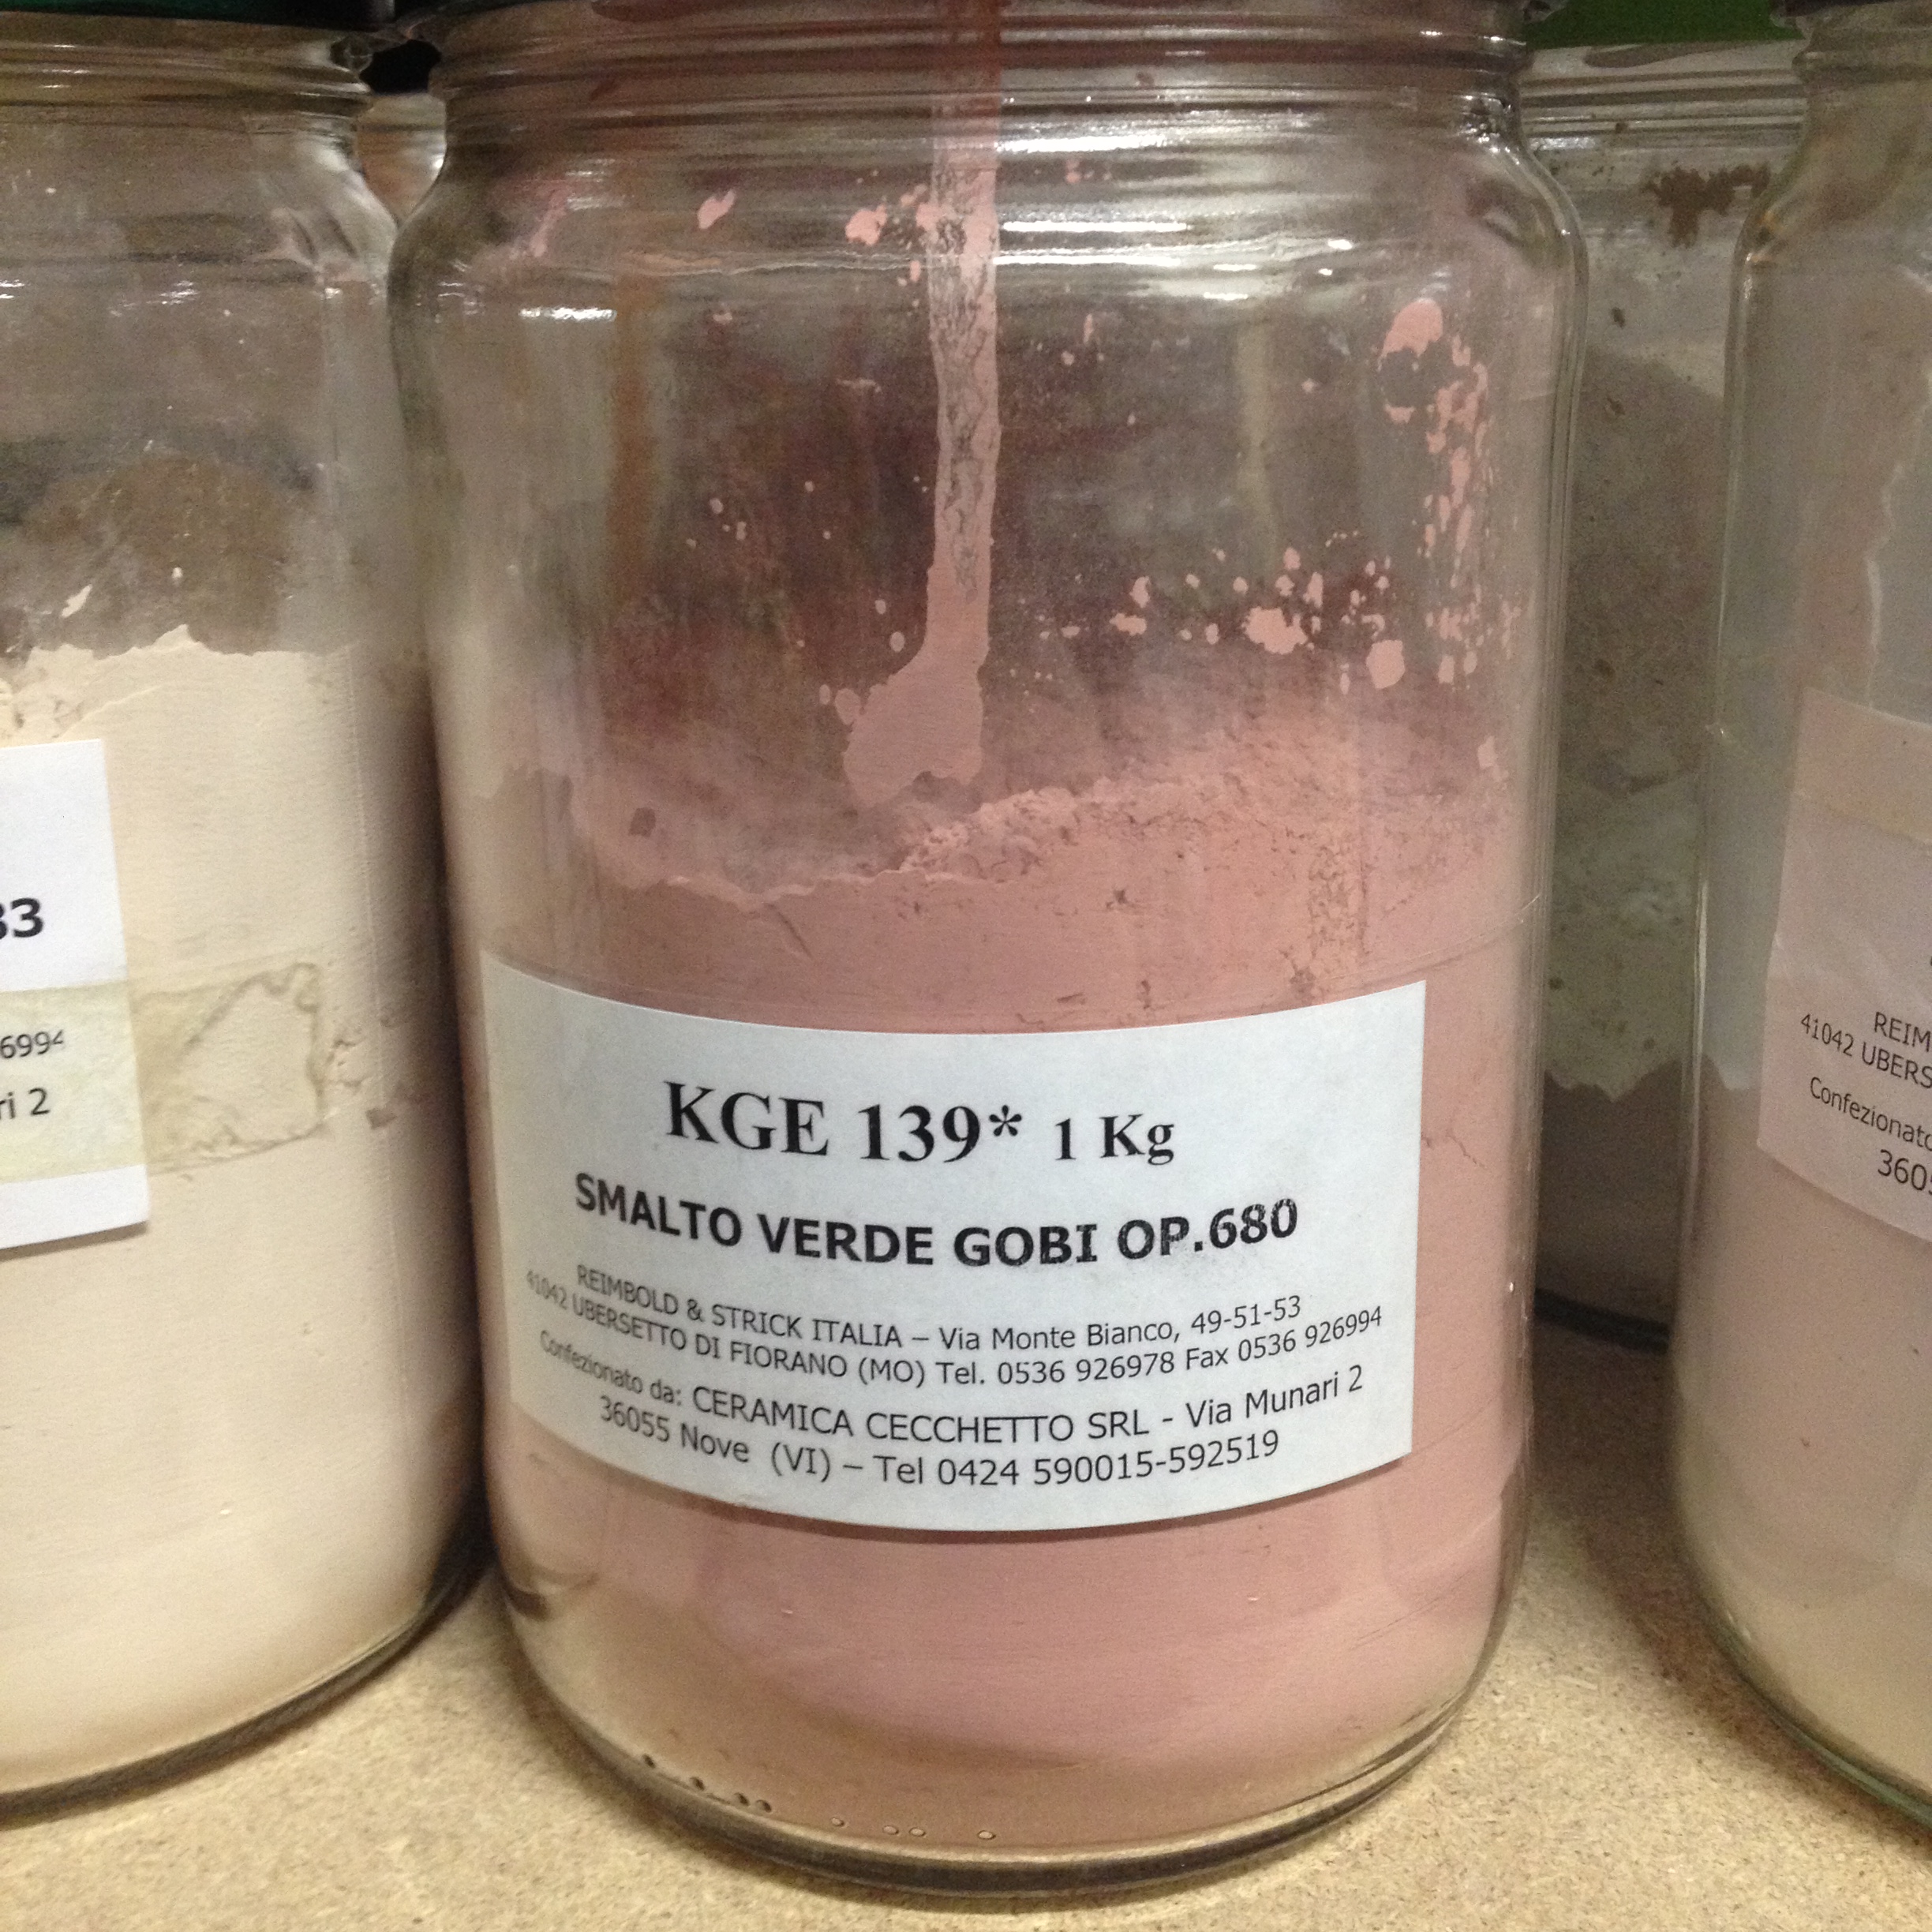 33
6994
ri 2
KGE 139* 1 Kg
SMALTO VERDE GOBI OP.680
REIMBOLD & STRICK ITALIA – Via Monte Bianco, 49-51-53
41042 UBERSETTO DI FIORANO (MO) Tel. 0536 926978 Fax 0536 926994
Confezionato da: CERAMICA CECCHETTO SRL - Via Munari 2
36055 Nove (VI) – Tel 0424 590015-592519
REIM
41042 UBERS
Confezionato
360